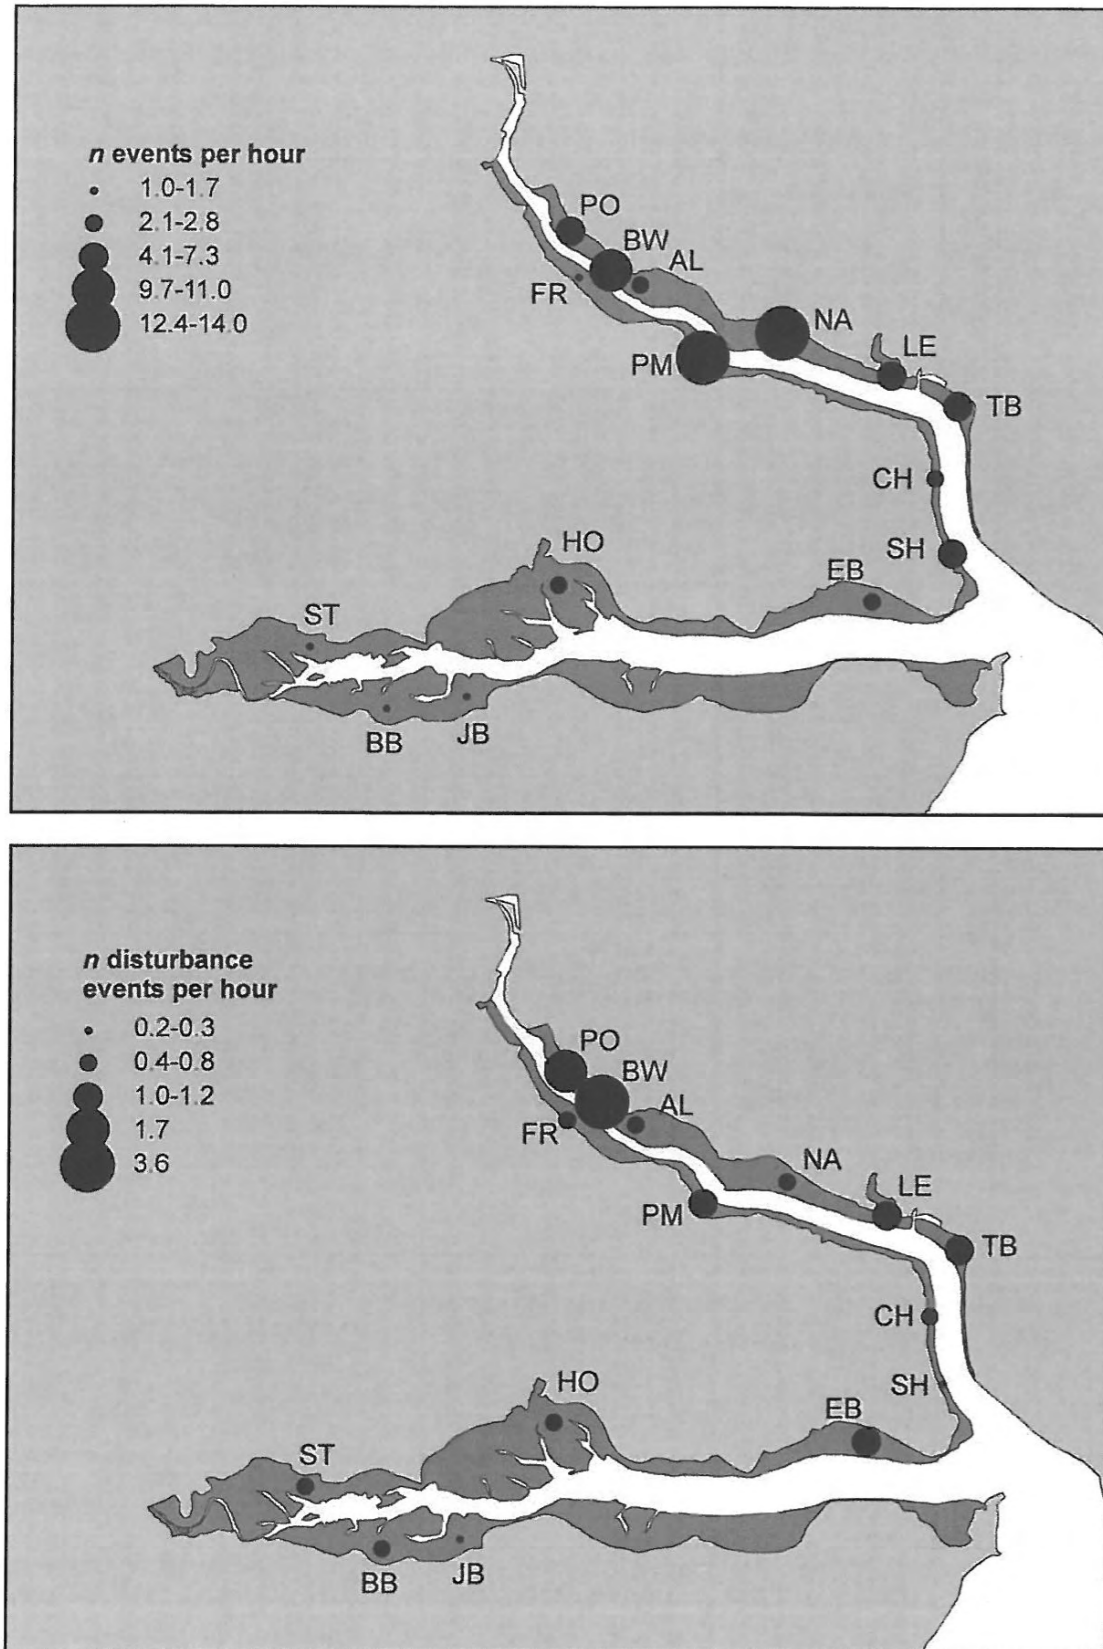 n events per hour
1.0-1.7
2.1-2.8
4.1-7.3
9.7-11.0
12.4-14.0
PO
BW
AL
FR
NA
PM
LE
TB
CH
SH
HO
EB
ST
BB
JB
n disturbance
events per hour
0.2-0.3
0.4-0.8
1.0-1.2
1.7
3.6
PO
BW
AL
FR
NA
PM
LE
TB
CH
SH
HO
EB
ST
BB
JB